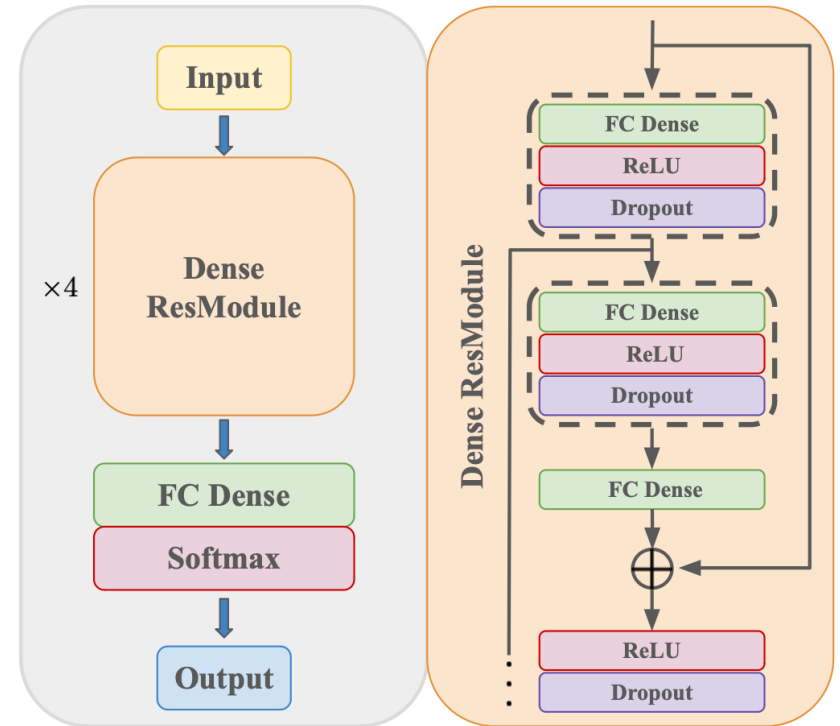 Input
×4
Dense
ResModule
FC Dense
Softmax
Output
Dense ResModule
FC Dense
ReLU
Dropout
FC Dense
ReLU
Dropout
FC Dense
ReLU
Dropout